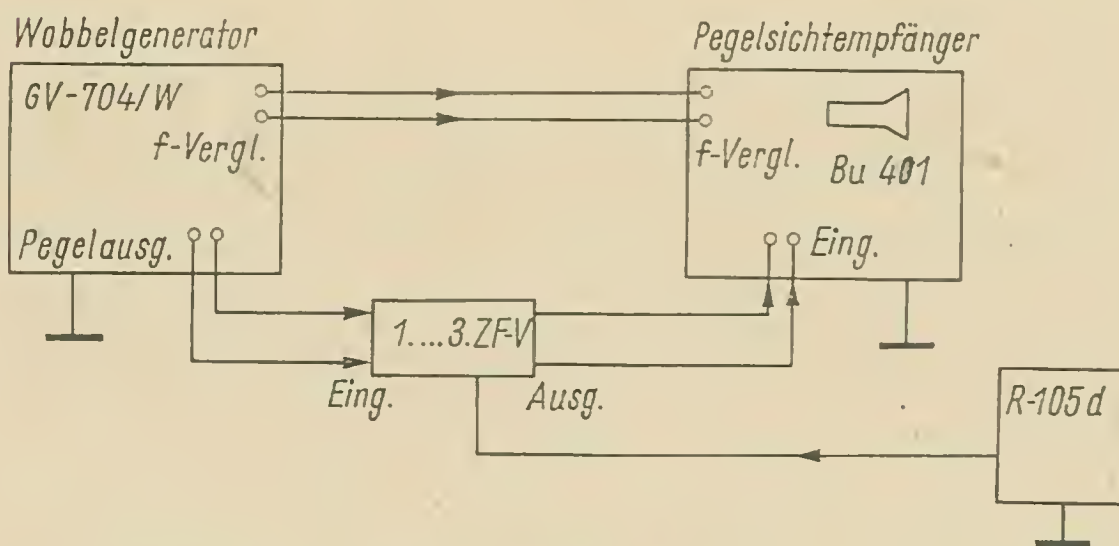 Wobbelgenerator
Pegelsichtempfänger
GV-704/W
f-Vergl.
f-Vergl.
Bu 401
Pegelausg.
Eing.
1....3.ZF-V
Eing.
Ausg.
R-105d